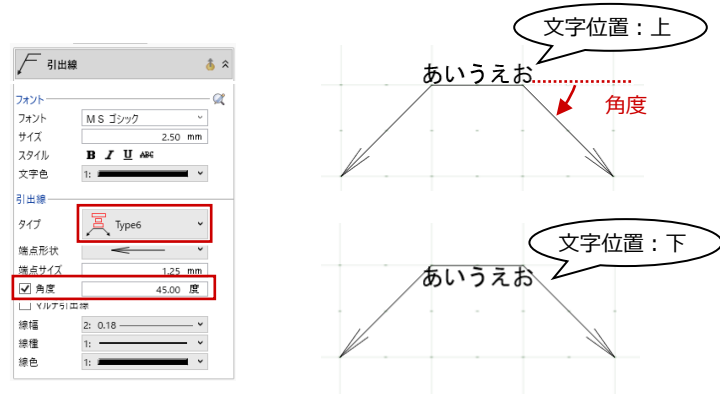 引出線
フォント
フォント MS ゴシック
サイズ 2.50 mm
スタイル B I U ABC
文字色 1:
引出線
タイプ Type6
端点形状
端点サイズ 1.25 mm
角度 45.00 度
マルチ引出線
線幅 2: 0.18
線種 1:
線色 1:
文字位置：上
あいうえお
角度
文字位置：下
あいうえお